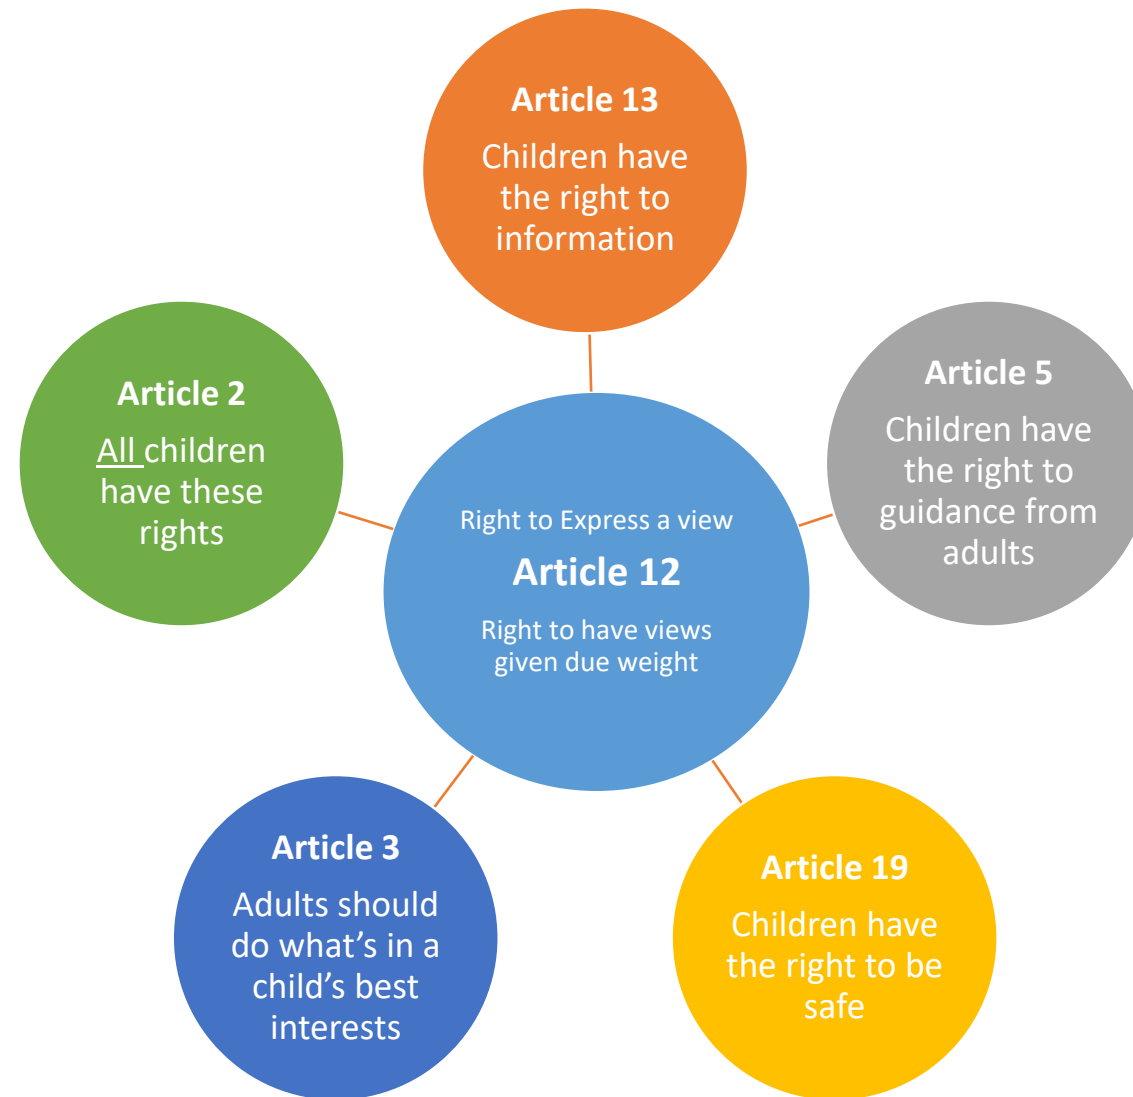 Article 13
Children have
the right to
information
Article 2
All children
have these
rights
Article 5
Children have
the right to
guidance from
adults
Right to Express a view
Article 12
Right to have views
given due weight
Article 3
Adults should
do what’s in a
child’s best
interests
Article 19
Children have
the right to be
safe